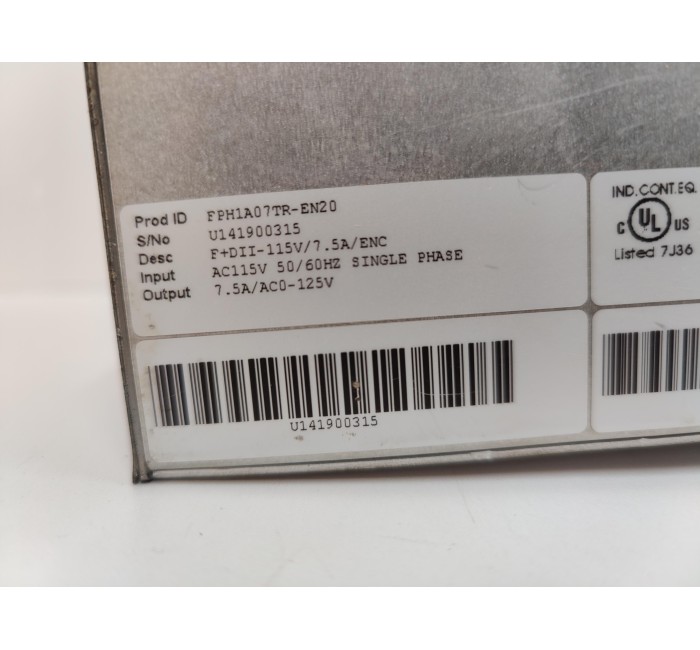 Prod ID FPH1A07TR-EN20
S/No U141900315
Desc F+DII-115V/7.5A/ENC
Input AC115V 50/60HZ SINGLE PHASE
Output 7.5A/AC0-125V
IND.CONT.EQ.
C UL US
Listed 7J36
U141900315